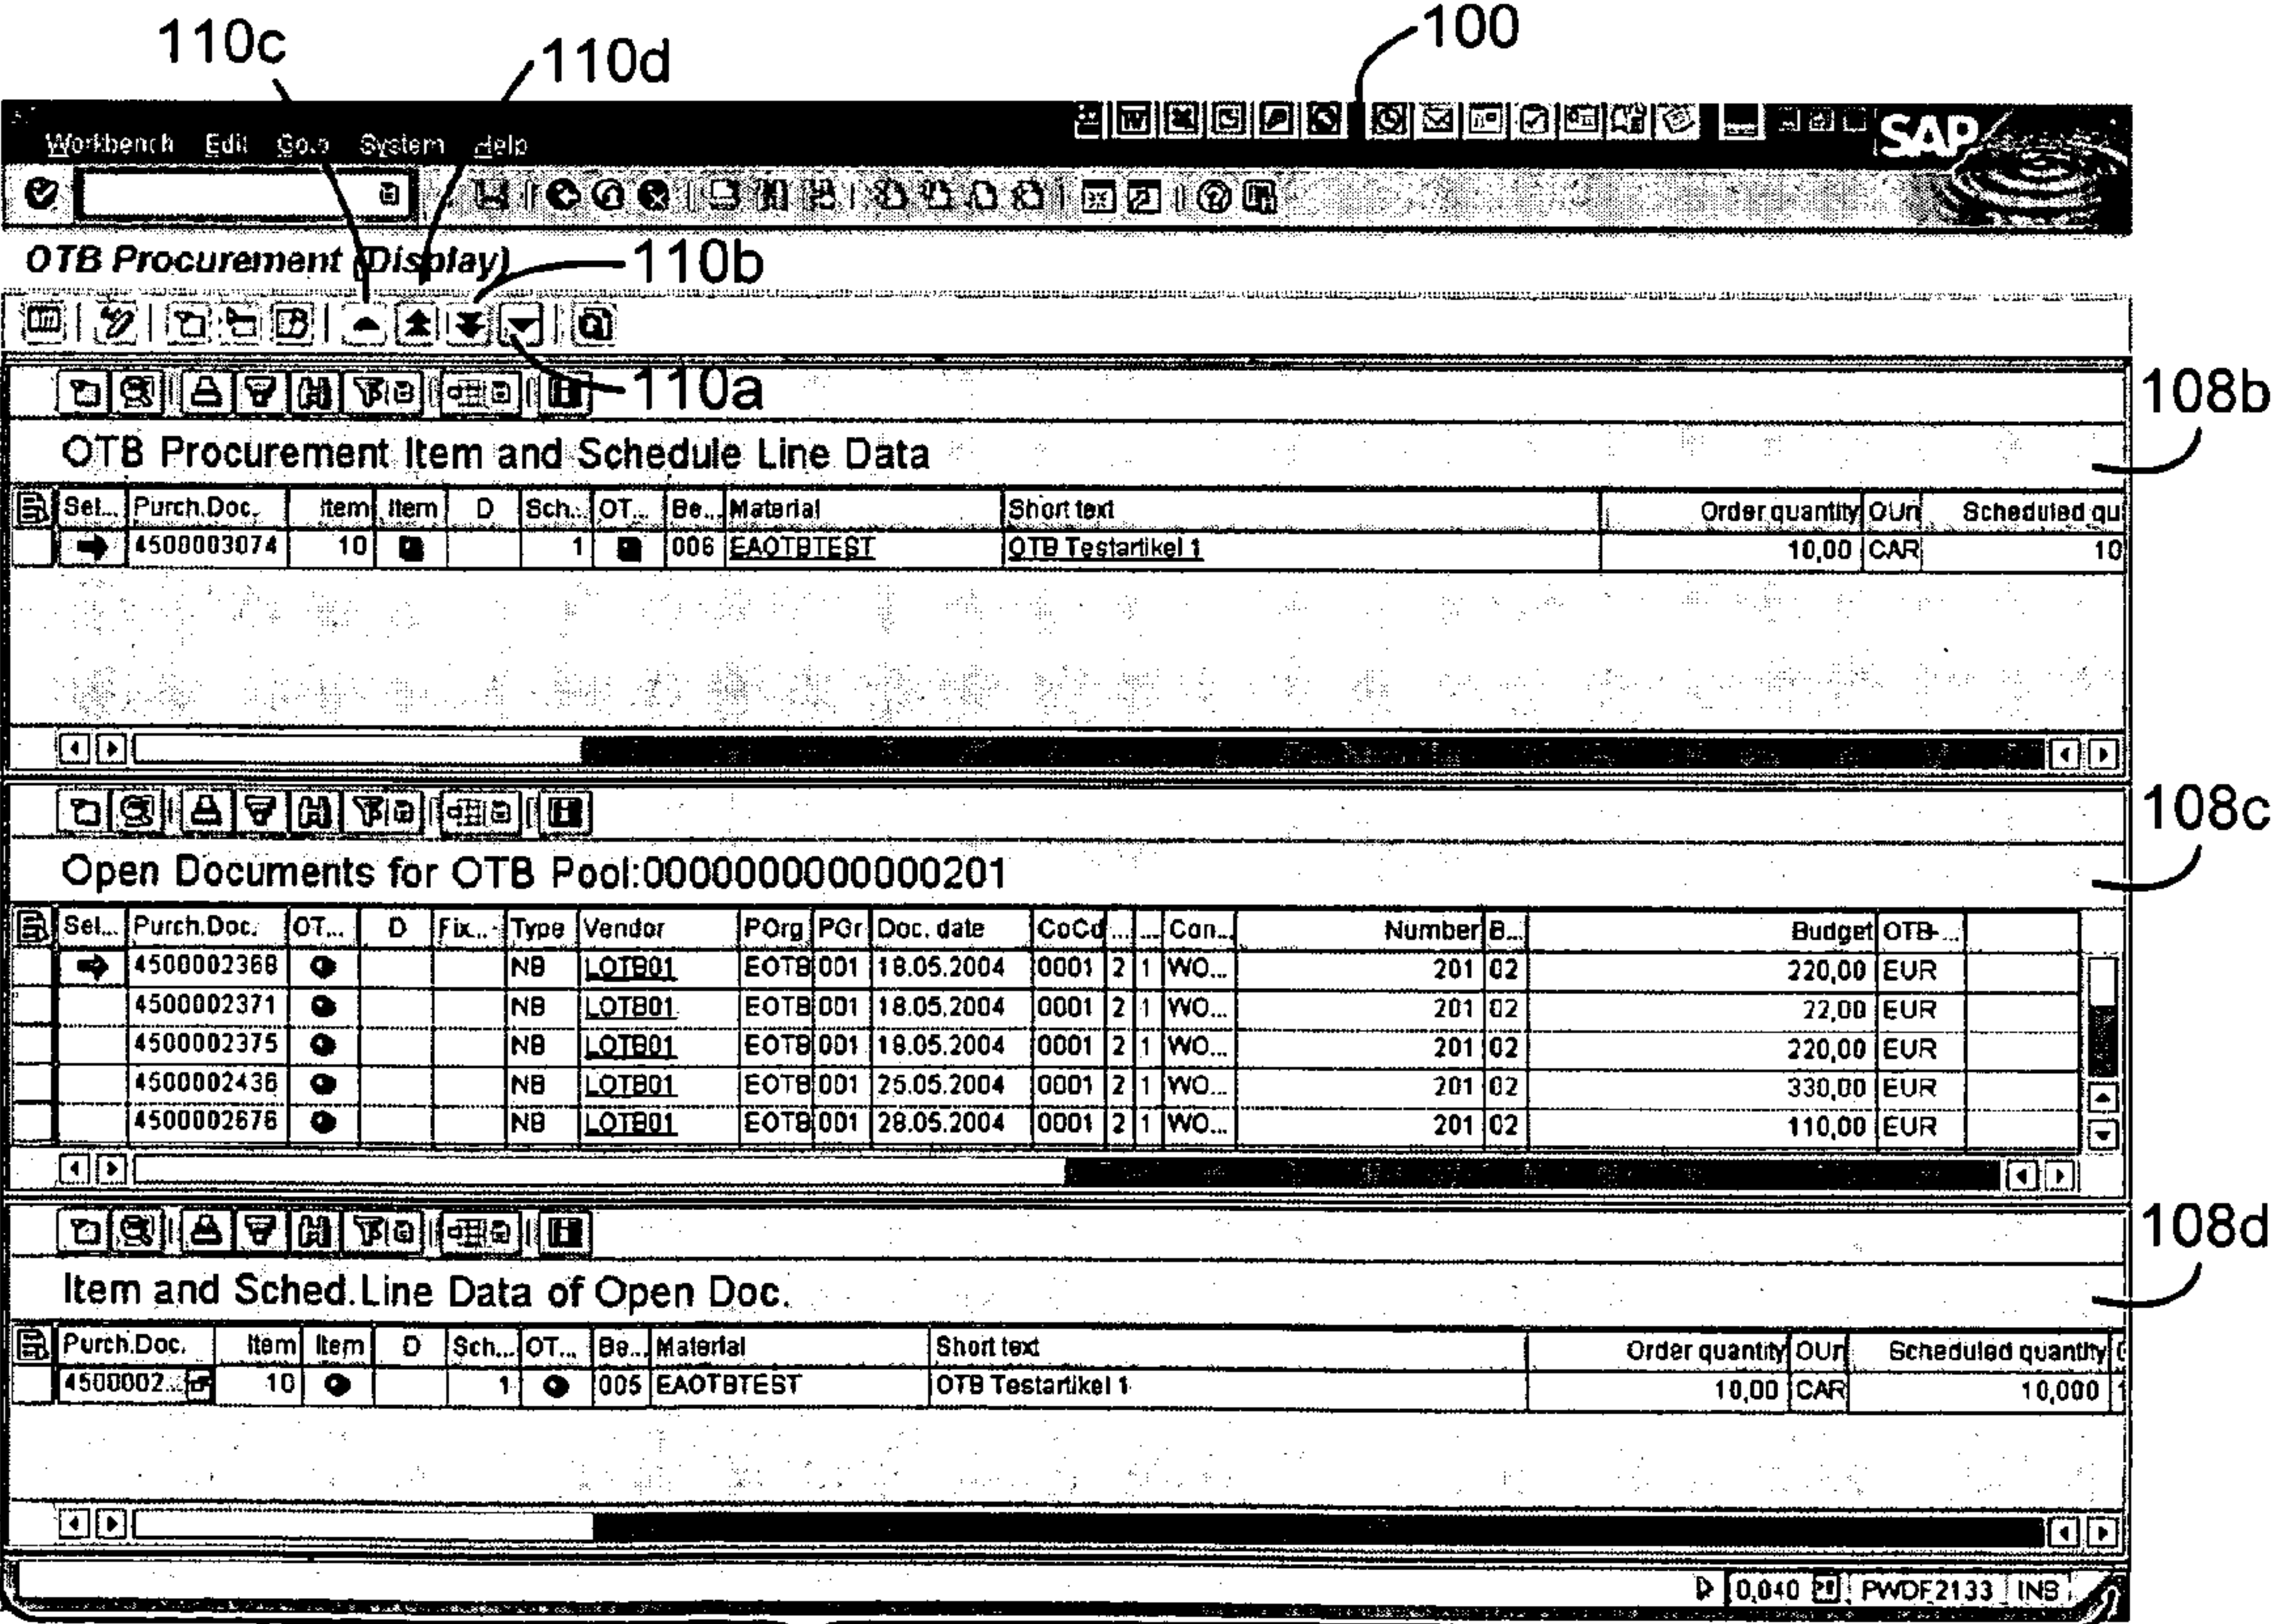 110c
110d
100
Workbench Edit Goto System Help
SAP
OTB Procurement (Display)
110b
110a
108b
OTB Procurement Item and Schedule Line Data
Sel... Purch.Doc. Item Item D Sch... OT... Be... Material Short text Order quantity OUn Scheduled qu
4500003074 10 1 006 EAOTBTEST OTB Testartikel 1 10,00 CAR 10
108c
Open Documents for OTB Pool:0000000000000201
Sel... Purch.Doc. OT... D Fix... Type Vendor POrg PGr Doc. date CoCd ... ... Con... Number B... Budget OTB-...
4500002368 NB LOTB01 EOTB 001 18.05.2004 0001 2 1 WO... 201 02 220,00 EUR
4500002371 NB LOTB01 EOTB 001 18.05.2004 0001 2 1 WO... 201 02 22,00 EUR
4500002375 NB LOTB01 EOTB 001 18.05.2004 0001 2 1 WO... 201 02 220,00 EUR
4500002436 NB LOTB01 EOTB 001 25.05.2004 0001 2 1 WO... 201 02 330,00 EUR
4500002676 NB LOTB01 EOTB 001 28.05.2004 0001 2 1 WO... 201 02 110,00 EUR
108d
Item and Sched.Line Data of Open Doc.
Purch.Doc. Item Item D Sch... OT... Be... Material Short text Order quantity OUn Scheduled quantity
4500002... 10 1 005 EAOTBTEST OTB Testartikel 1 10,00 CAR 10,000
0,040 PWDF2133 INS